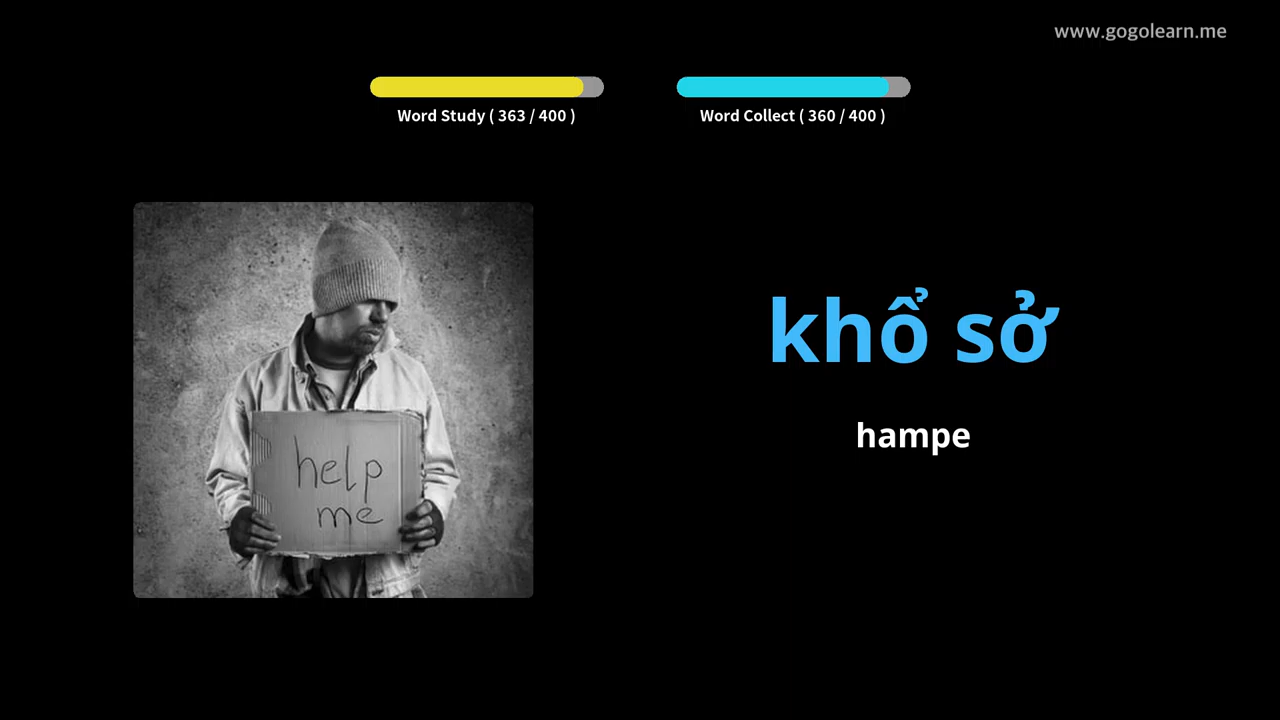 www.gogolearn.me
Word Study ( 363 / 400 )
Word Collect ( 360 / 400 )
help
me
khổ sở
hampe